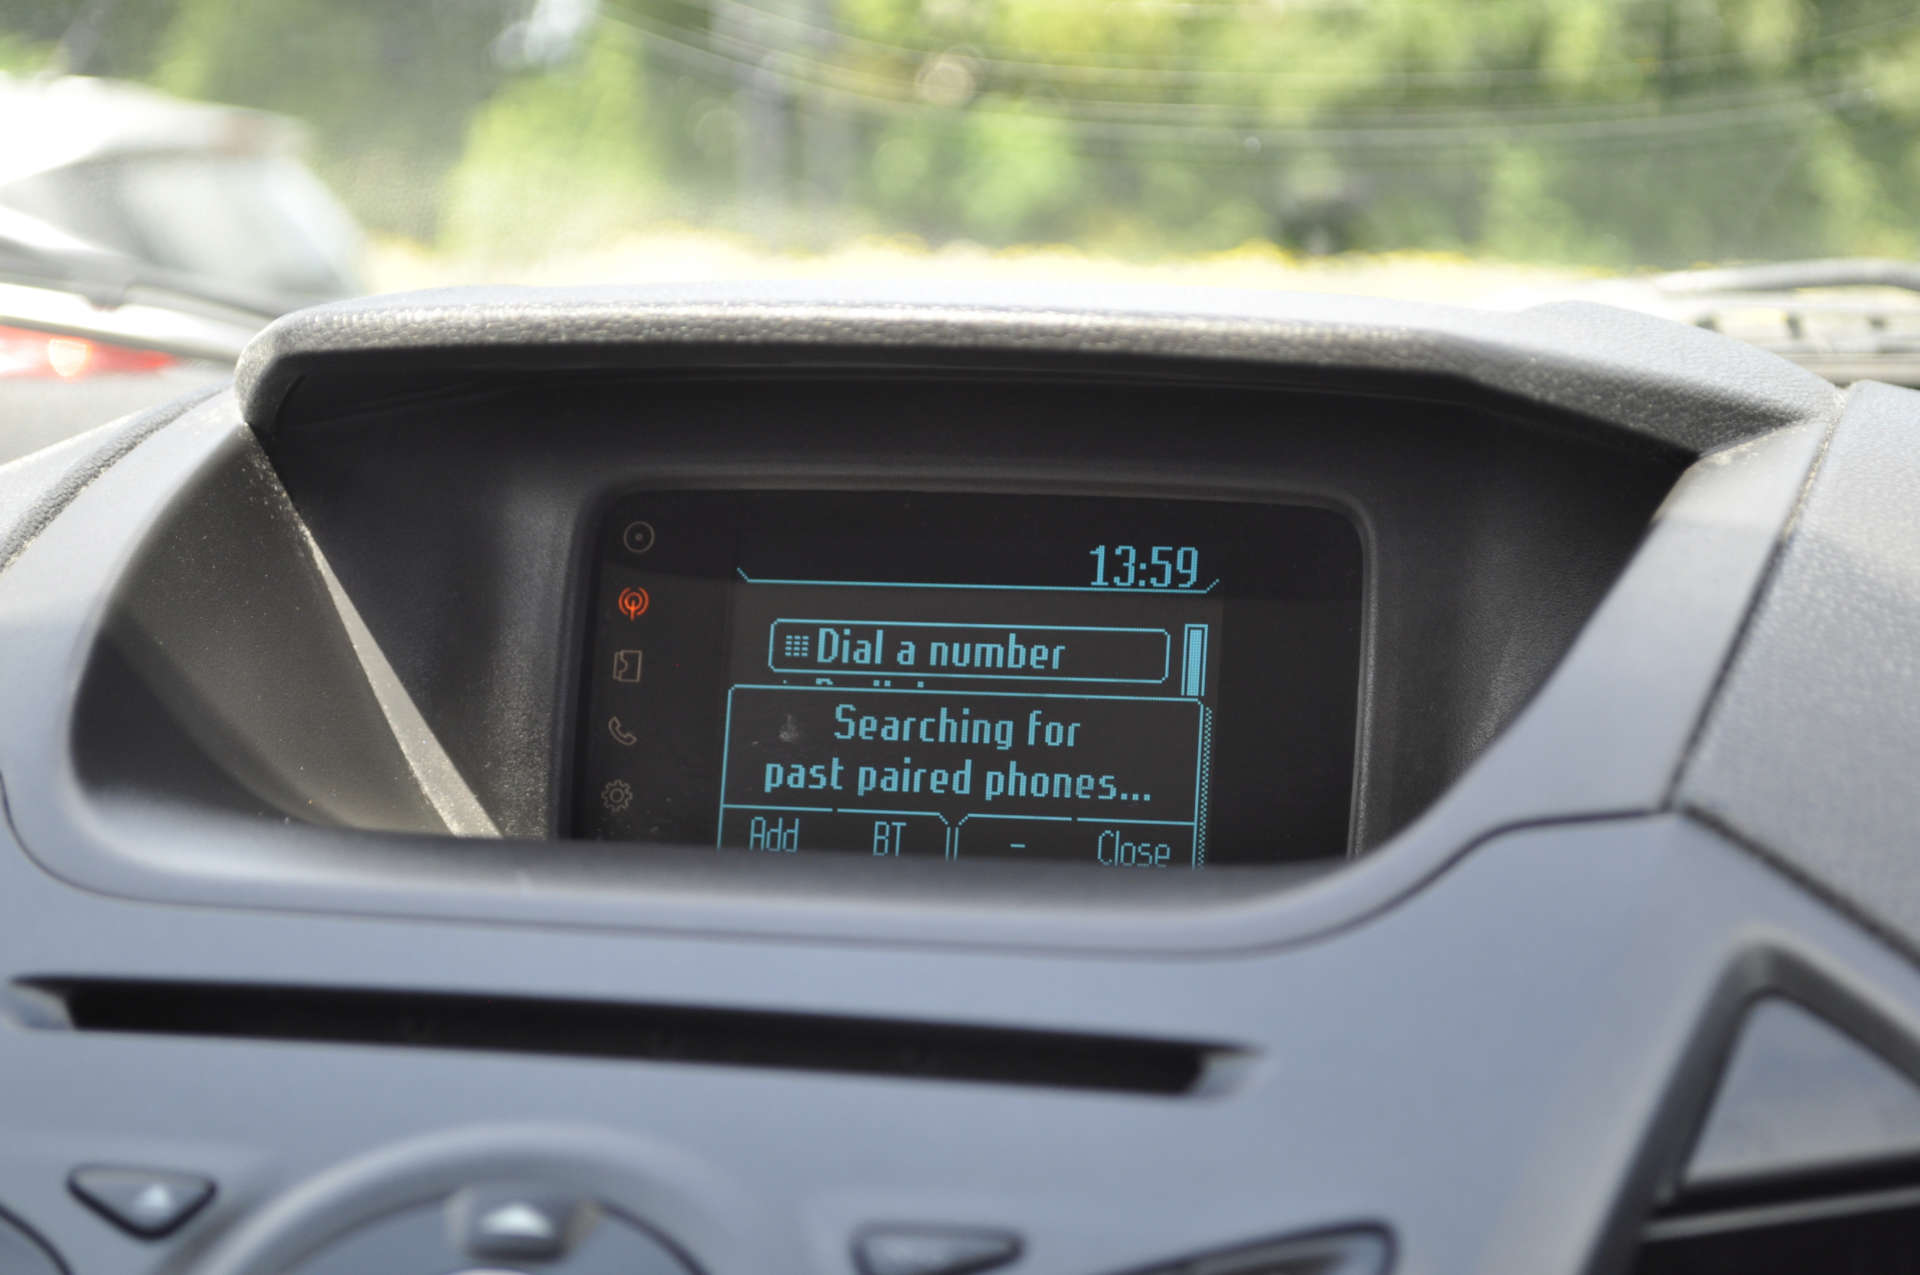 13:59
Dial a number
Searching for
past paired phones...
Add BT - Close